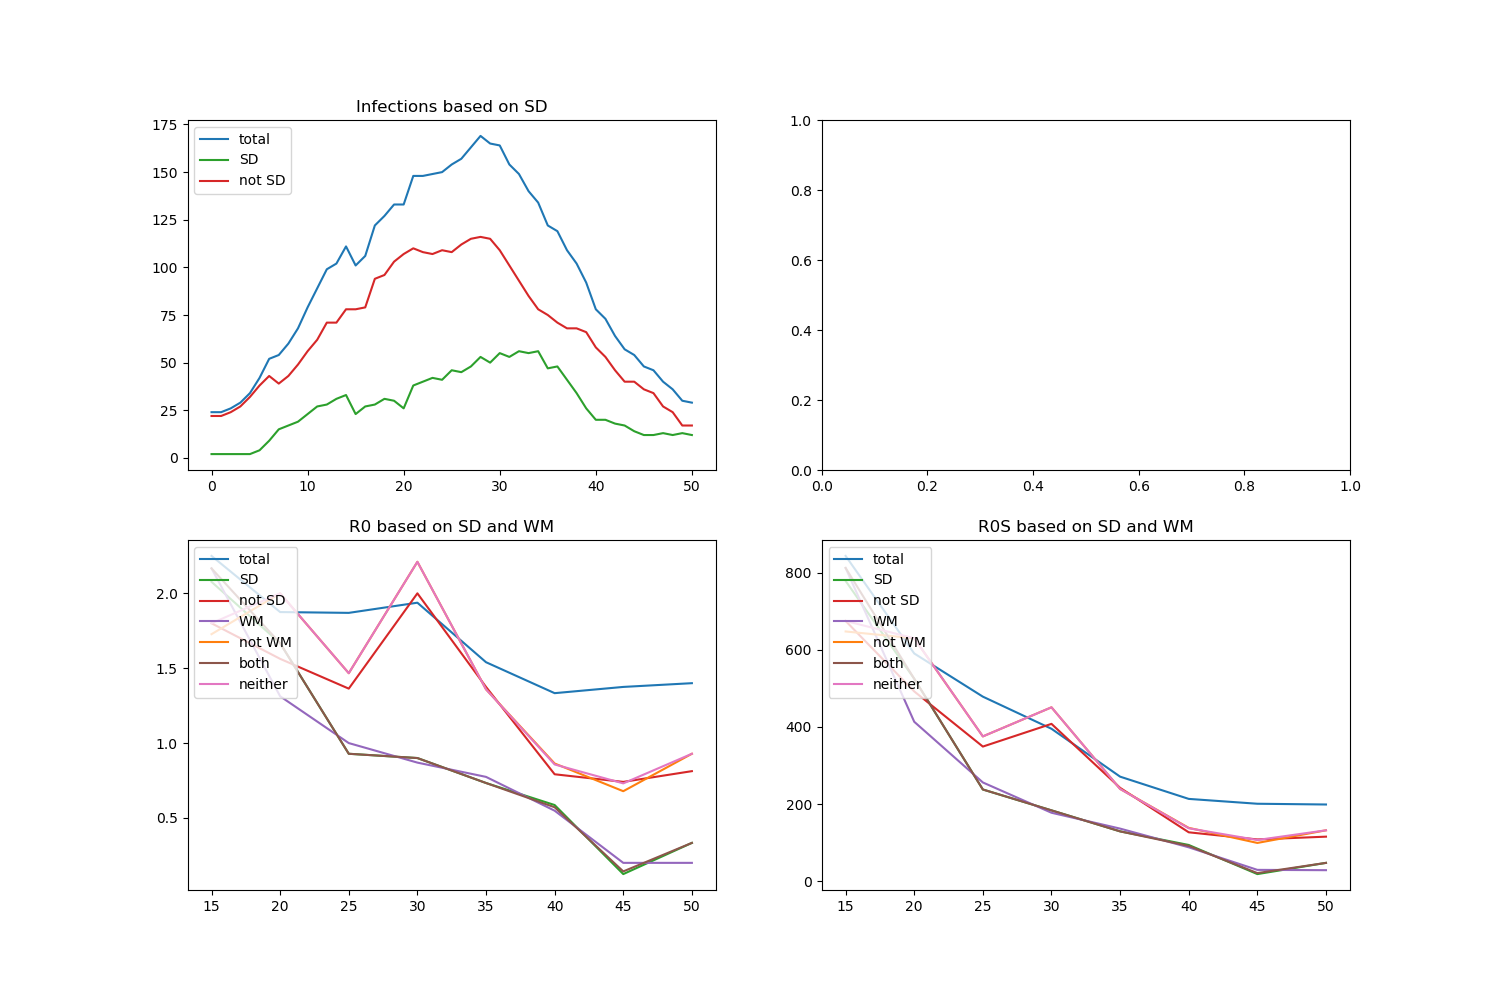 Infections based on SD
175
150
125
100
75
50
25
0
total
SD
not SD
0 10 20 30 40 50
1.0
0.8
0.6
0.4
0.2
0.0
0.0 0.2 0.4 0.6 0.8 1.0
R0 based on SD and WM
2.0
1.5
1.0
0.5
total
SD
not SD
WM
not WM
both
neither
15 20 25 30 35 40 45 50
R0S based on SD and WM
800
600
400
200
0
total
SD
not SD
WM
not WM
both
neither
15 20 25 30 35 40 45 50